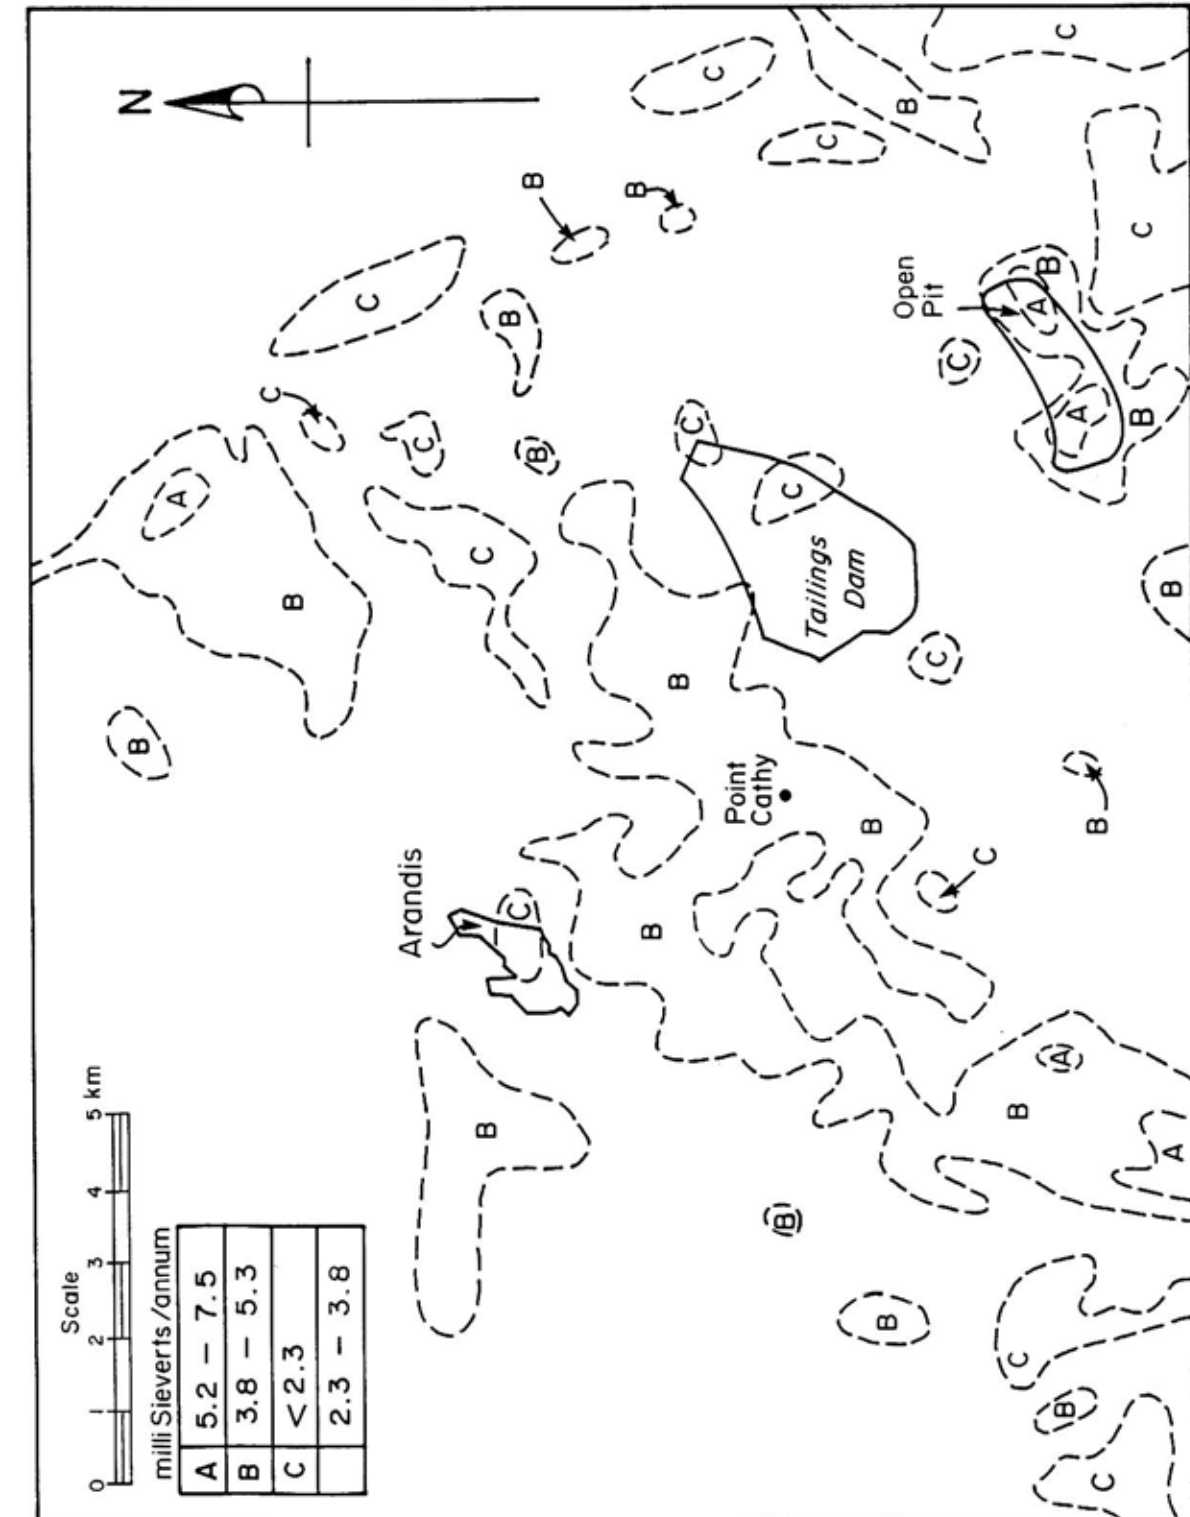 Scale
0 1 2 3 4 5 km
N
milli Sieverts/annum
A 5.2 – 7.5
B 3.8 – 5.3
C <2.3
2.3 – 3.8
B
A
C
B
C
Arandis
C
C
B
B
C
B
B
B
B
B
C
C
Point
Cathy
B
C
Tailings
Dam
C
B
B
B
Open
Pit
C
C
C
B
C
A
B
A
B
C
A
B
C
B
C
B
B
A